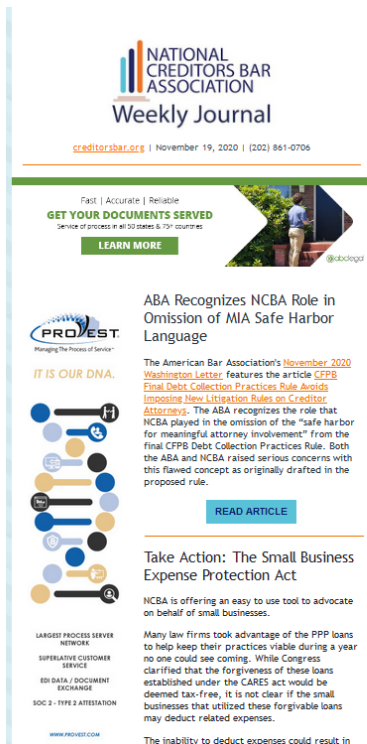 NATIONAL
CREDITORS BAR
ASSOCIATION
Weekly Journal
creditorsbar.org | November 19, 2020 | (202) 861-0706
Fast | Accurate | Reliable
GET YOUR DOCUMENTS SERVED
Service of process in all 50 states & 75+ countries
LEARN MORE
abclegal
PROVEST
Managing The Process of Service
IT IS OUR DNA.
LARGEST PROCESS SERVER
NETWORK
SUPERLATIVE CUSTOMER
SERVICE
EDI DATA / DOCUMENT
EXCHANGE
SOC 2 - TYPE 2 ATTESTATION
WWW.PROVEST.COM
ABA Recognizes NCBA Role in
Omission of MIA Safe Harbor
Language
The American Bar Association's November 2020
Washington Letter features the article CFPB
Final Debt Collection Practices Rule Avoids
Imposing New Litigation Rules on Creditor
Attorneys. The ABA recognizes the role that
NCBA played in the omission of the “safe harbor
for meaningful attorney involvement” from the
final CFPB Debt Collection Practices Rule. Both
the ABA and NCBA raised serious concerns with
this flawed concept as originally drafted in the
proposed rule.
READ ARTICLE
Take Action: The Small Business
Expense Protection Act
NCBA is offering an easy to use tool to advocate
on behalf of small businesses.
Many law firms took advantage of the PPP loans
to help keep their practices viable during a year
no one could see coming. While Congress
clarified that the forgiveness of these loans
established under the CARES act would be
deemed tax-free, it is not clear if the small
businesses that utilized these forgivable loans
may deduct related expenses.
The inability to deduct expenses could result in